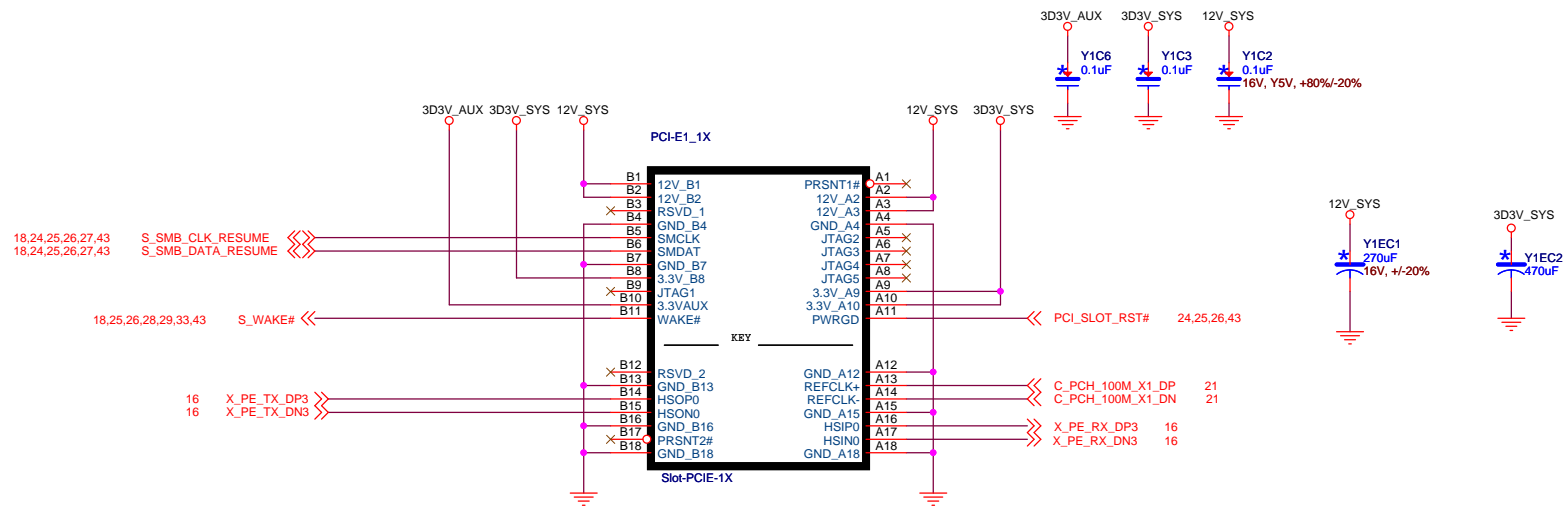 3D3V_AUX 3D3V_SYS 12V_SYS
Y1C6
0.1uF
Y1C3
0.1uF
Y1C2
0.1uF
16V, Y5V, +80%/-20%
3D3V_AUX 3D3V_SYS 12V_SYS
12V_SYS 3D3V_SYS
PCI-E1_1X
B1 12V_B1 PRSNT1# A1
B2 12V_B2 12V_A2 A2
B3 RSVD_1 12V_A3 A3
B4 GND_B4 GND_A4 A4
18,24,25,26,27,43 S_SMB_CLK_RESUME B5 SMCLK JTAG2 A5
18,24,25,26,27,43 S_SMB_DATA_RESUME B6 SMDAT JTAG3 A6
B7 GND_B7 JTAG4 A7
B8 3.3V_B8 JTAG5 A8
B9 JTAG1 3.3V_A9 A9
B10 3.3VAUX 3.3V_A10 A10
18,25,26,28,29,33,43 S_WAKE# B11 WAKE# PWRGD A11 PCI_SLOT_RST# 24,25,26,43
KEY
B12 RSVD_2 GND_A12 A12
B13 GND_B13 REFCLK+ A13 C_PCH_100M_X1_DP 21
16 X_PE_TX_DP3 B14 HSOP0 REFCLK- A14 C_PCH_100M_X1_DN 21
16 X_PE_TX_DN3 B15 HSON0 GND_A15 A15
B16 GND_B16 HSIP0 A16 X_PE_RX_DP3 16
B17 PRSNT2# HSIN0 A17 X_PE_RX_DN3 16
B18 GND_B18 GND_A18 A18
Slot-PCIE-1X
12V_SYS
Y1EC1
270uF
16V, +/-20%
3D3V_SYS
Y1EC2
470uF